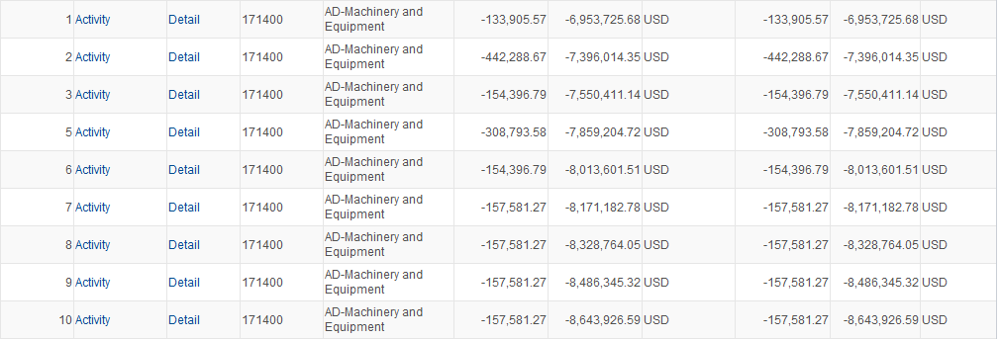 1 Activity Detail 171400 AD-Machinery and Equipment -133,905.57 -6,953,725.68 USD -133,905.57 -6,953,725.68 USD
2 Activity Detail 171400 AD-Machinery and Equipment -442,288.67 -7,396,014.35 USD -442,288.67 -7,396,014.35 USD
3 Activity Detail 171400 AD-Machinery and Equipment -154,396.79 -7,550,411.14 USD -154,396.79 -7,550,411.14 USD
5 Activity Detail 171400 AD-Machinery and Equipment -308,793.58 -7,859,204.72 USD -308,793.58 -7,859,204.72 USD
6 Activity Detail 171400 AD-Machinery and Equipment -154,396.79 -8,013,601.51 USD -154,396.79 -8,013,601.51 USD
7 Activity Detail 171400 AD-Machinery and Equipment -157,581.27 -8,171,182.78 USD -157,581.27 -8,171,182.78 USD
8 Activity Detail 171400 AD-Machinery and Equipment -157,581.27 -8,328,764.05 USD -157,581.27 -8,328,764.05 USD
9 Activity Detail 171400 AD-Machinery and Equipment -157,581.27 -8,486,345.32 USD -157,581.27 -8,486,345.32 USD
10 Activity Detail 171400 AD-Machinery and Equipment -157,581.27 -8,643,926.59 USD -157,581.27 -8,643,926.59 USD